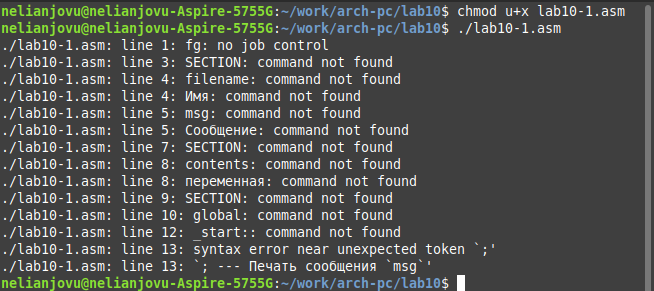 nelianjovu@nelianjovu-Aspire-5755G:~/work/arch-pc/lab10$ chmod u+x lab10-1.asm
nelianjovu@nelianjovu-Aspire-5755G:~/work/arch-pc/lab10$ ./lab10-1.asm
./lab10-1.asm: line 1: fg: no job control
./lab10-1.asm: line 3: SECTION: command not found
./lab10-1.asm: line 4: filename: command not found
./lab10-1.asm: line 4: Имя: command not found
./lab10-1.asm: line 5: msg: command not found
./lab10-1.asm: line 5: Сообщение: command not found
./lab10-1.asm: line 7: SECTION: command not found
./lab10-1.asm: line 8: contents: command not found
./lab10-1.asm: line 8: переменная: command not found
./lab10-1.asm: line 9: SECTION: command not found
./lab10-1.asm: line 10: global: command not found
./lab10-1.asm: line 12: _start:: command not found
./lab10-1.asm: line 13: syntax error near unexpected token `;'
./lab10-1.asm: line 13: `; --- Печать сообщения `msg`'
nelianjovu@nelianjovu-Aspire-5755G:~/work/arch-pc/lab10$